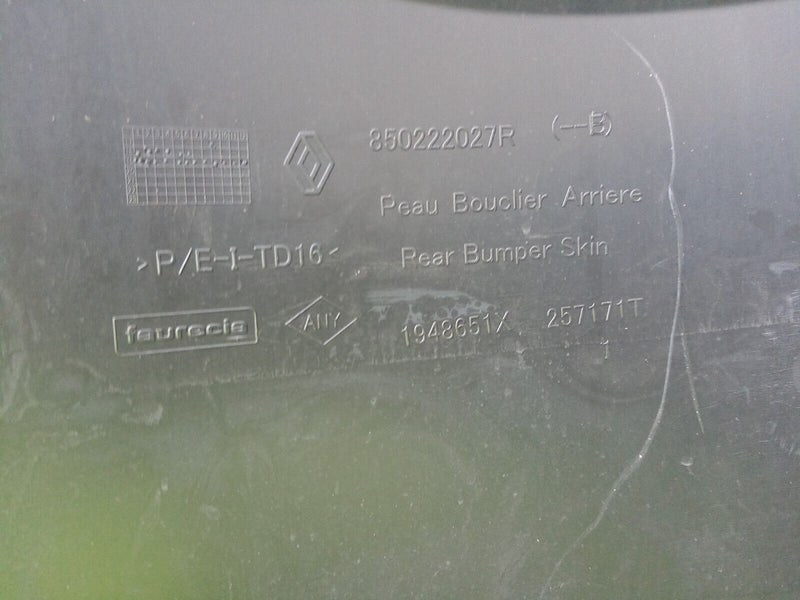 850222027R (--B)
Peau Bouclier Arriere
>P/E-I-TD16<
Rear Bumper Skin
faurecia
ANY
1948651X 257171T
1